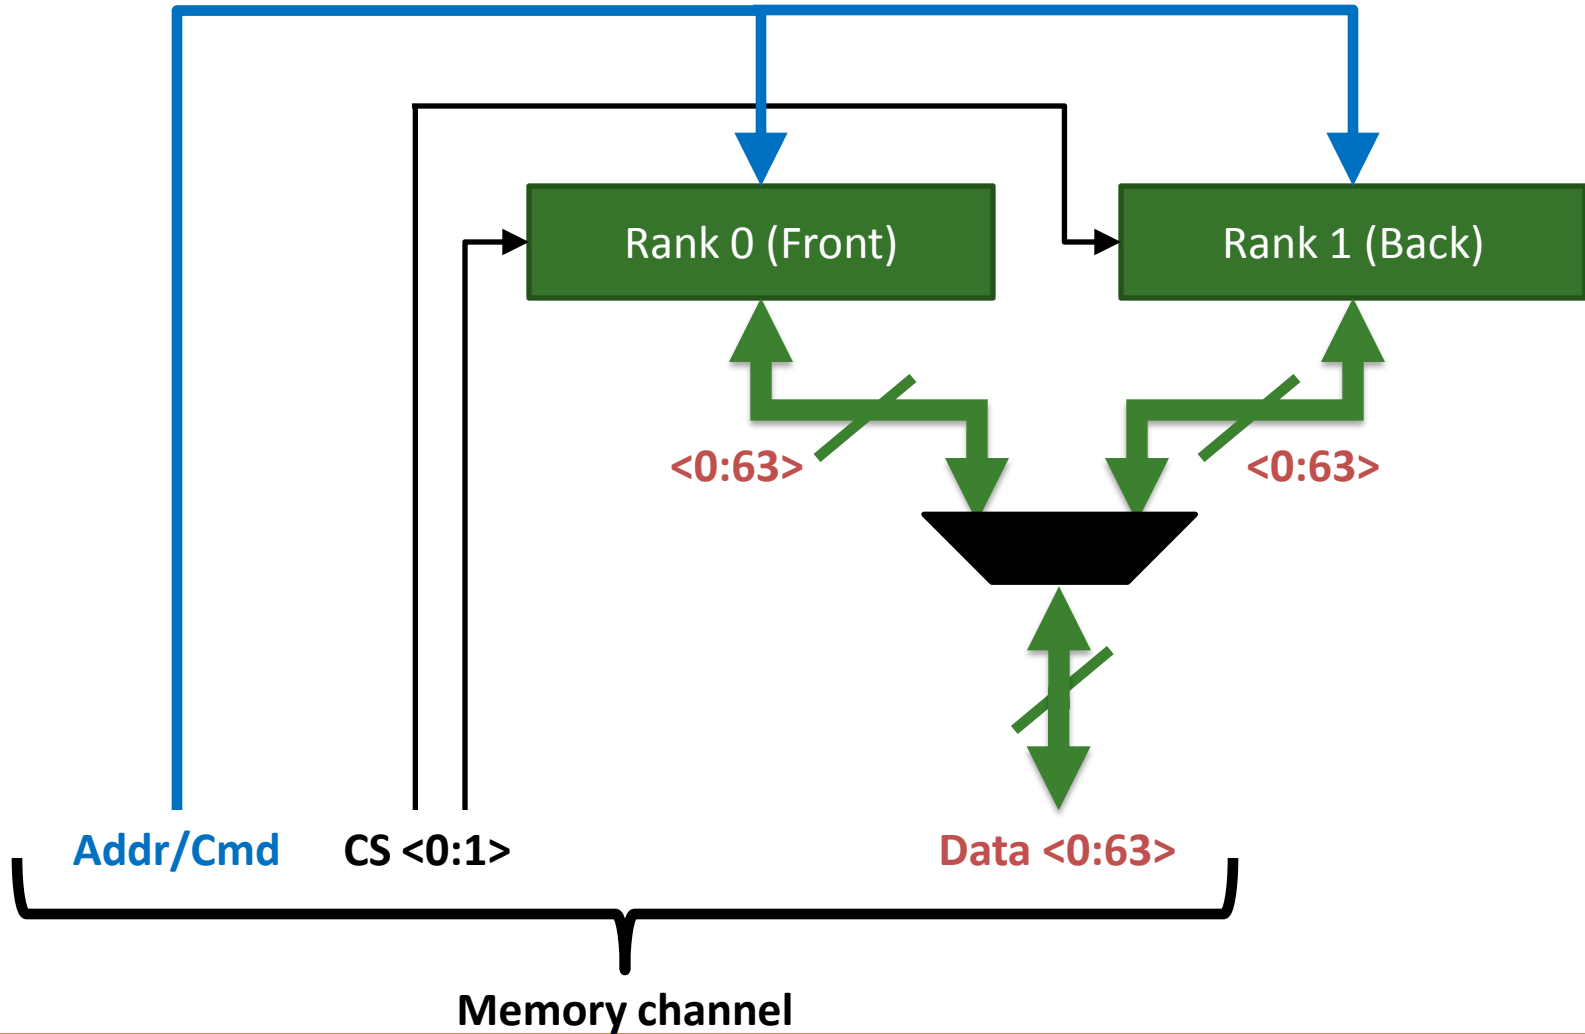 Rank 0 (Front)
Rank 1 (Back)
<0:63>
<0:63>
Addr/Cmd
CS <0:1>
Data <0:63>
Memory channel